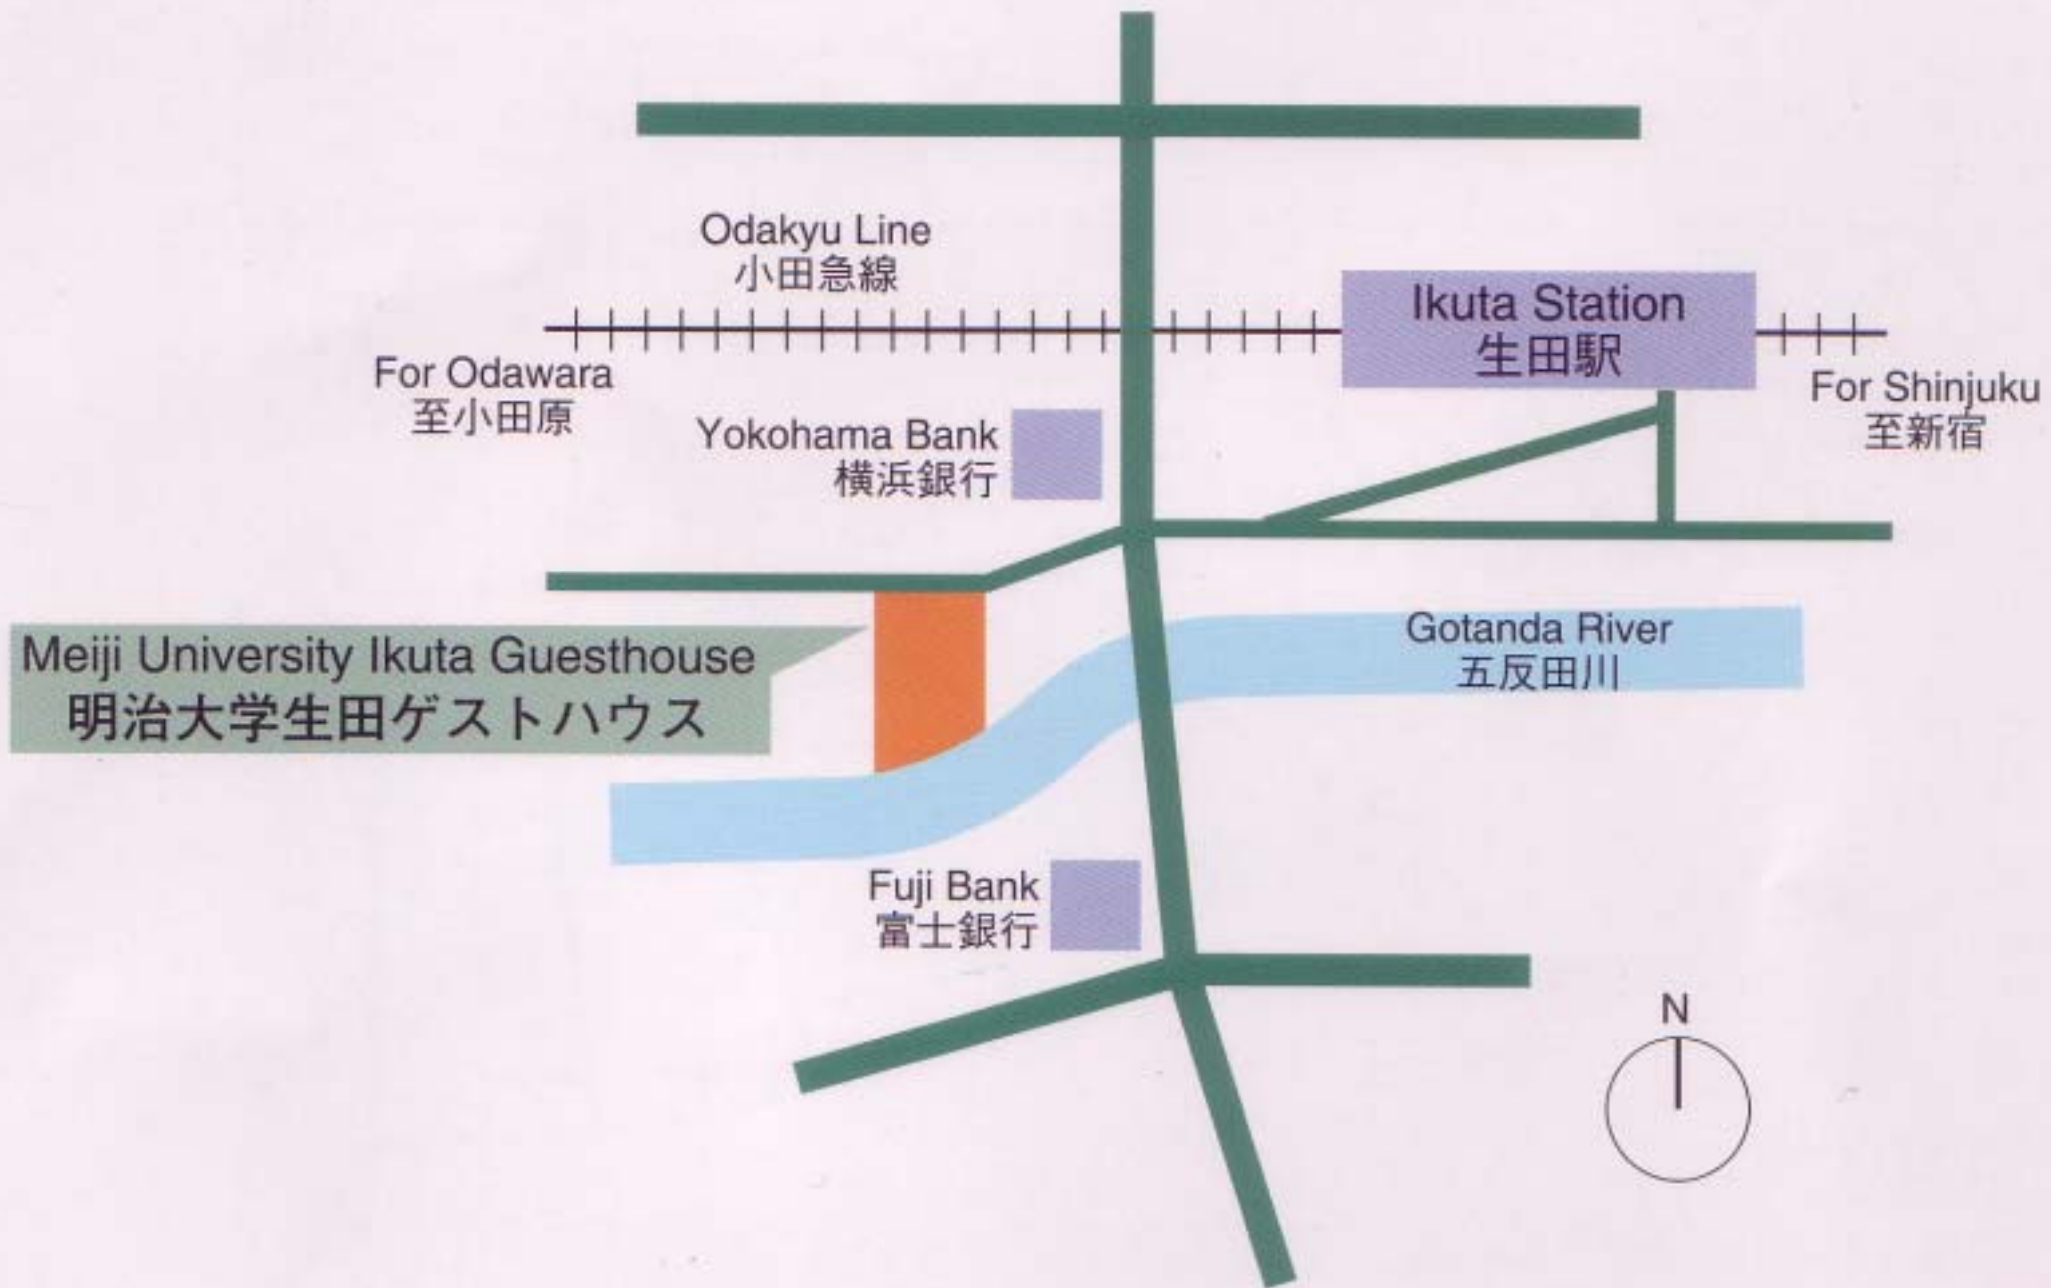 Odakyu Line
小田急線
Ikuta Station
生田駅
For Odawara
至小田原
For Shinjuku
至新宿
Yokohama Bank
横浜銀行
Meiji University Ikuta Guesthouse
明治大学生田ゲストハウス
Gotanda River
五反田川
Fuji Bank
富士銀行
N